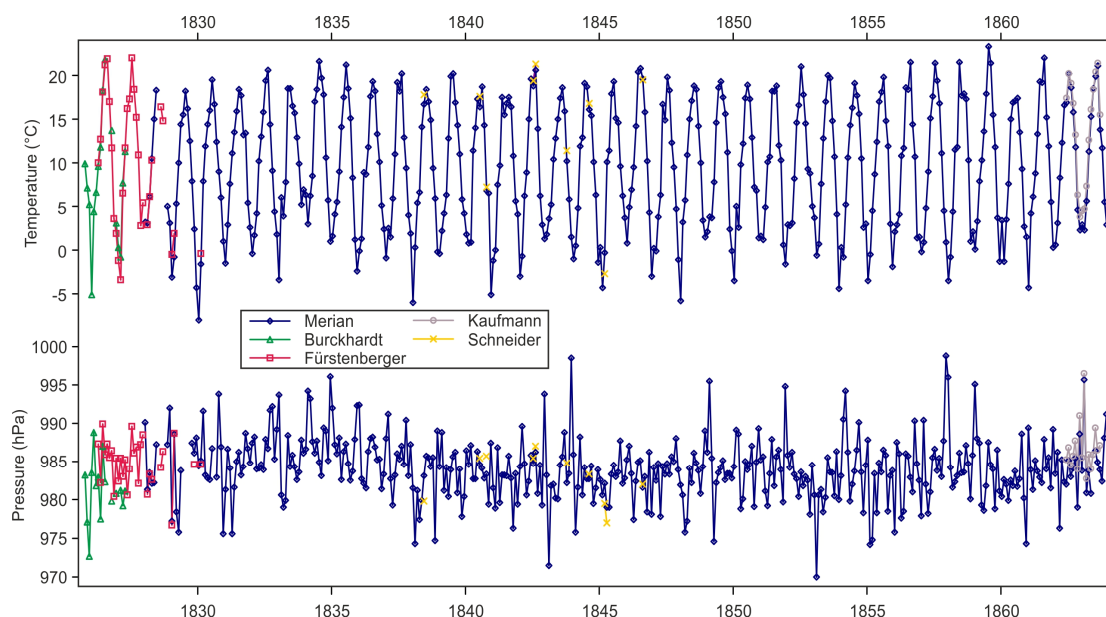 1830 1835 1840 1845 1850 1855 1860
Temperature (°C)
20
15
10
5
0
-5
Merian Kaufmann
Burckhardt Schneider
Fürstenberger
Pressure (hPa)
1000
995
990
985
980
975
970
1830 1835 1840 1845 1850 1855 1860